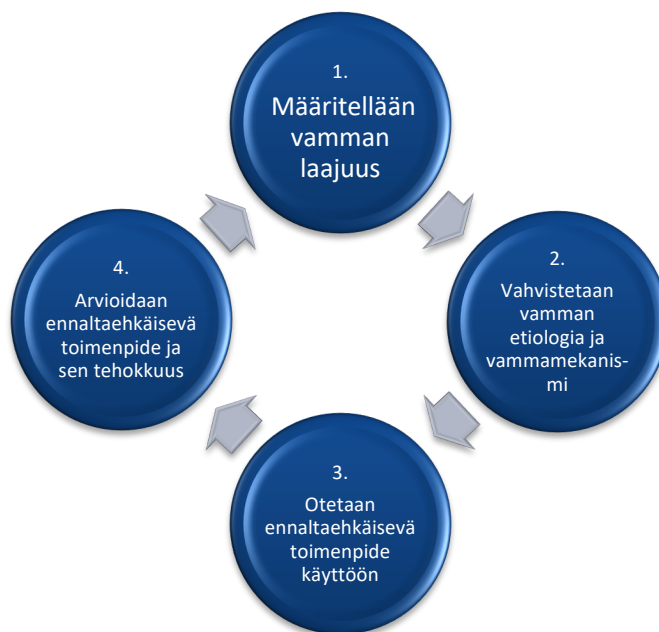 1.
Määritellään
vamman
laajuus
2.
Vahvistetaan
vamman
etiologia ja
vammamekanis-
mi
3.
Otetaan
ennaltaehkäisevä
toimenpide
käyttöön
4.
Arvioidaan
ennaltaehkäisevä
toimenpide ja
sen tehokkuus